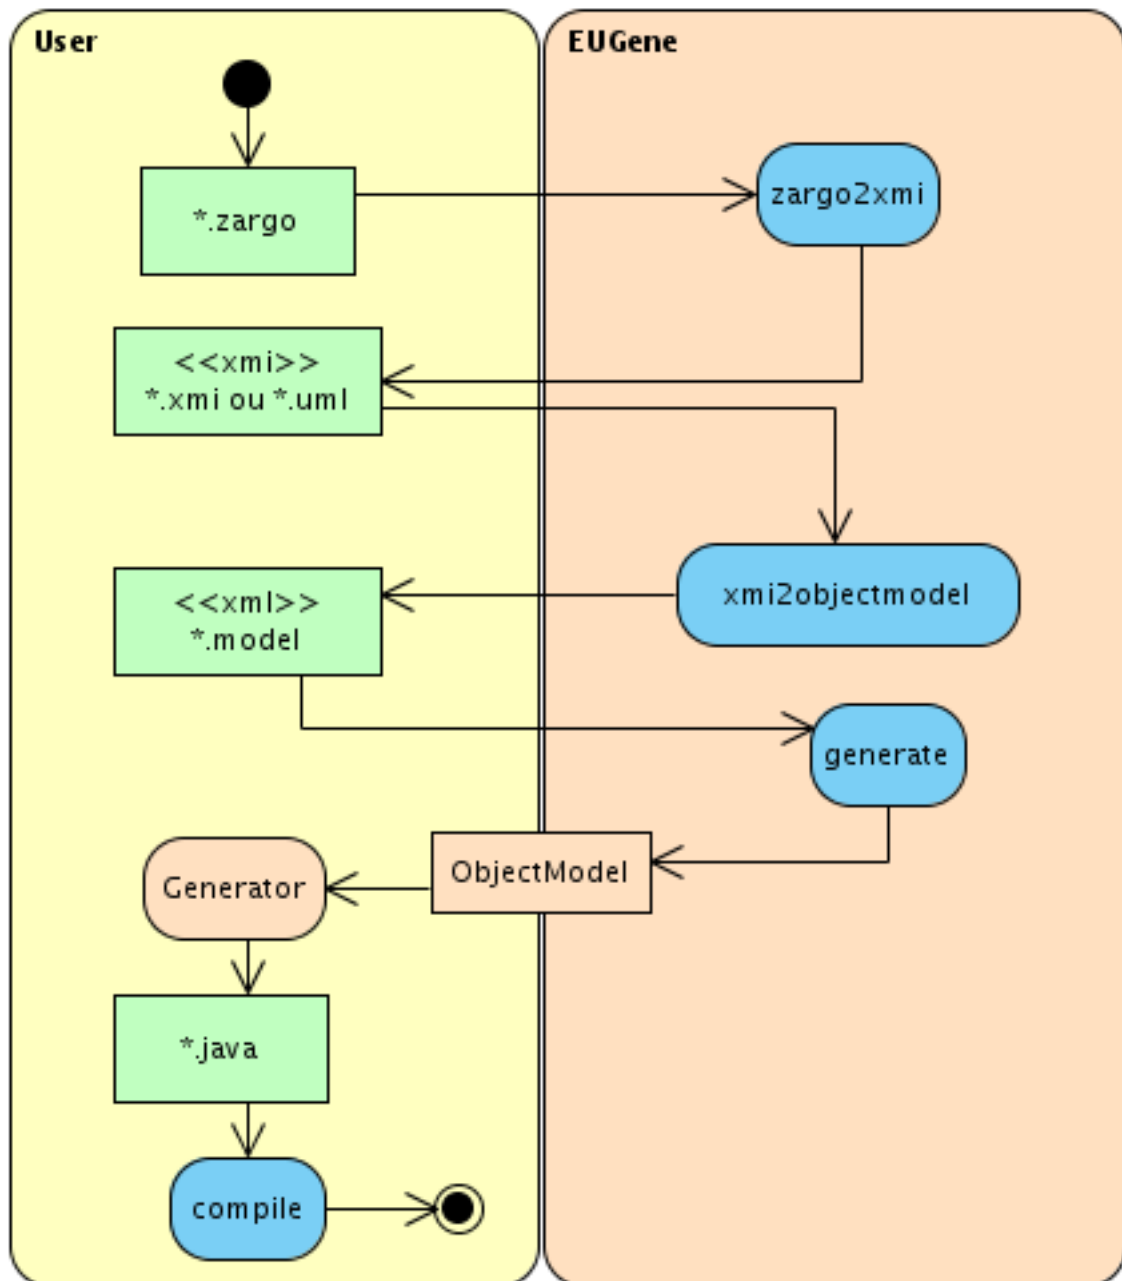 User
EUGene
*.zargo
zargo2xmi
<<xmi>>
*.xmi ou *.uml
xmi2objectmodel
<<xml>>
*.model
generate
ObjectModel
Generator
*.java
compile